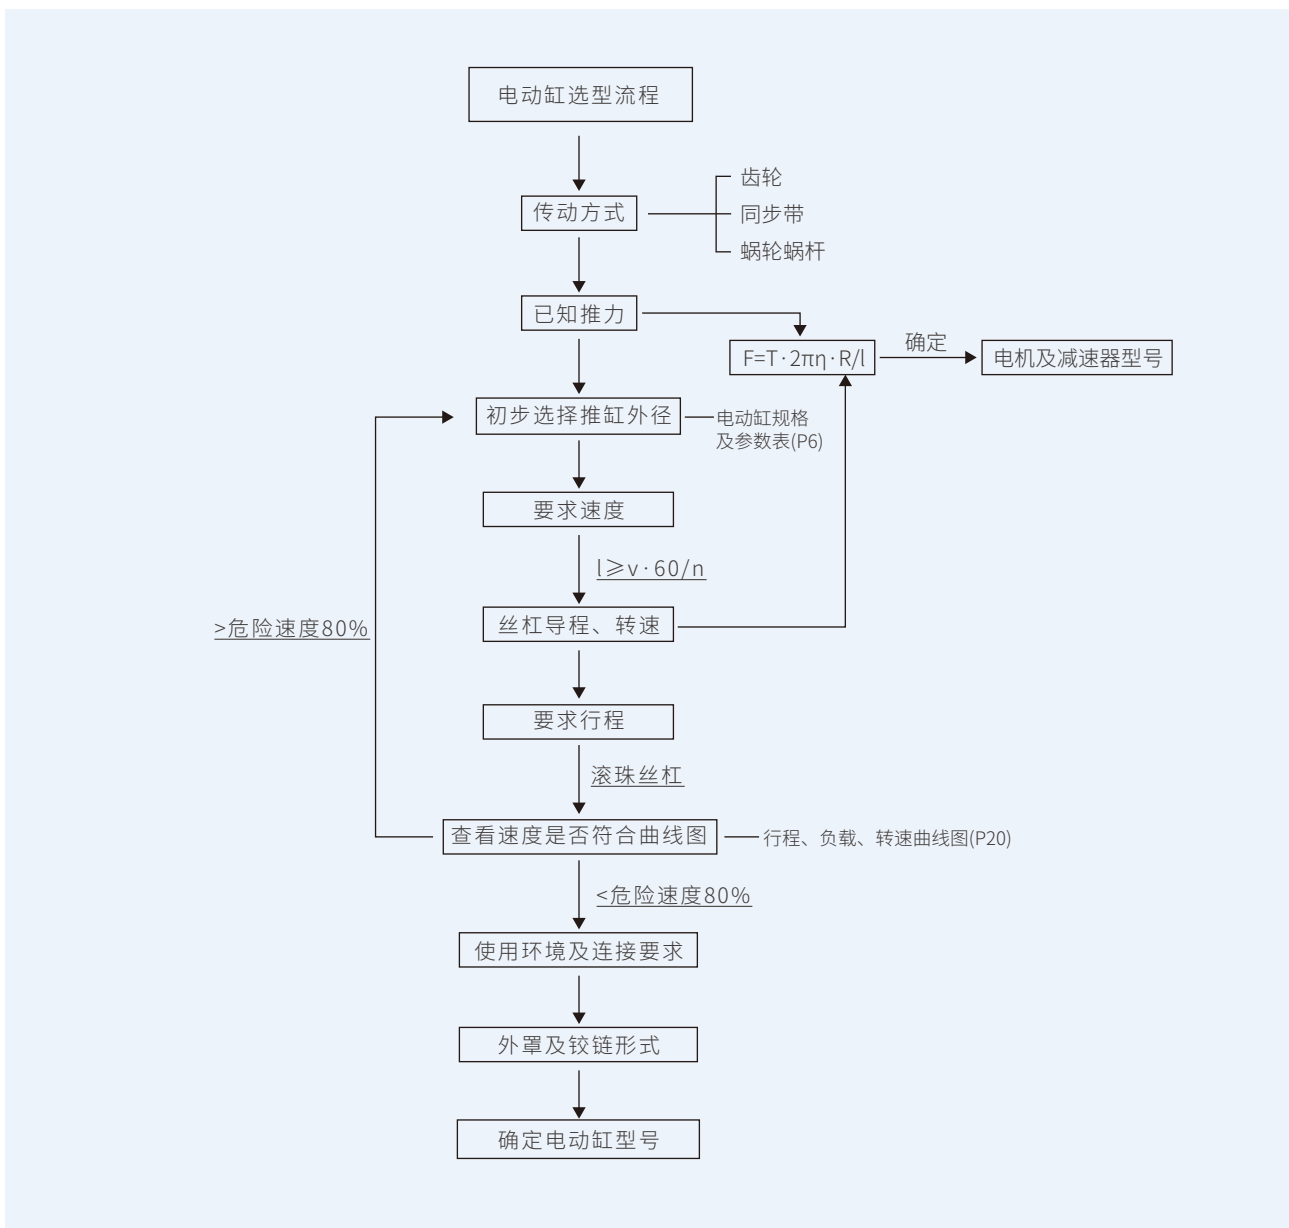 电动缸选型流程
传动方式
齿轮
同步带
蜗轮蜗杆
已知推力
F=T·2πη·R/l
确定
电机及减速器型号
初步选择推缸外径
电动缸规格
及参数表(P6)
要求速度
l⩾v·60/n
丝杠导程、转速
>危险速度80%
要求行程
滚珠丝杠
查看速度是否符合曲线图
行程、负载、转速曲线图(P20)
<危险速度80%
使用环境及连接要求
外罩及铰链形式
确定电动缸型号